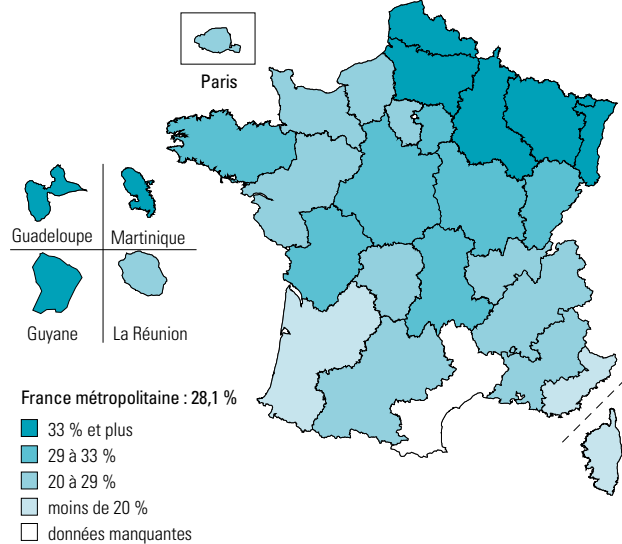 Paris
Guadeloupe
Martinique
Guyane
La Réunion
France métropolitaine : 28,1 %
33 % et plus
29 à 33 %
20 à 29 %
moins de 20 %
données manquantes